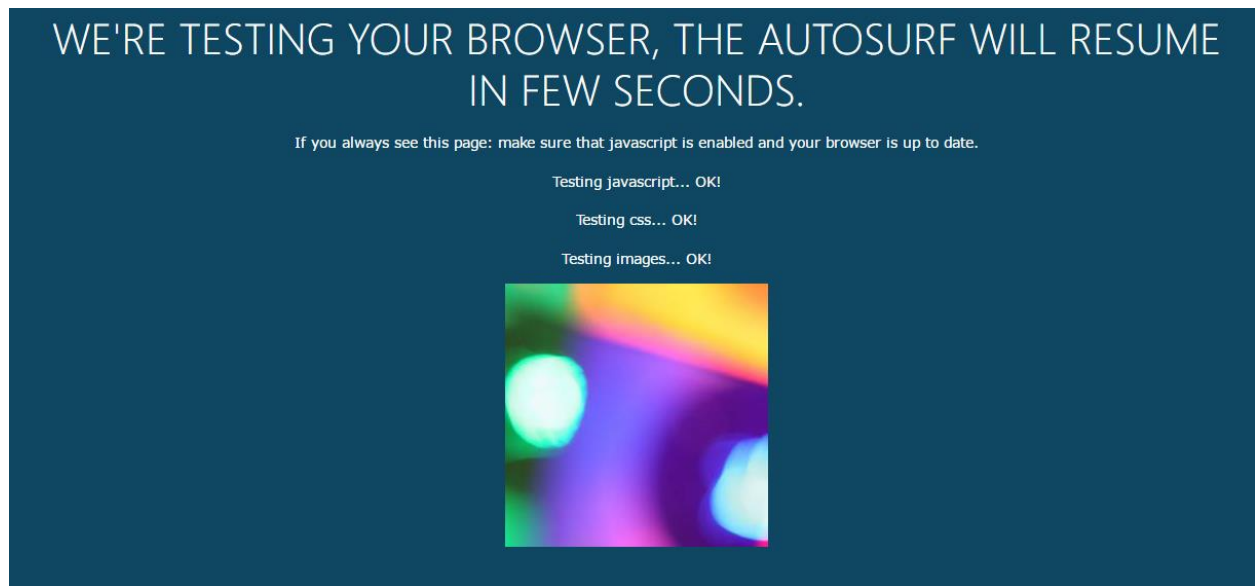 WE'RE TESTING YOUR BROWSER, THE AUTOSURF WILL RESUME
IN FEW SECONDS.
If you always see this page: make sure that javascript is enabled and your browser is up to date.
Testing javascript... OK!
Testing css... OK!
Testing images... OK!